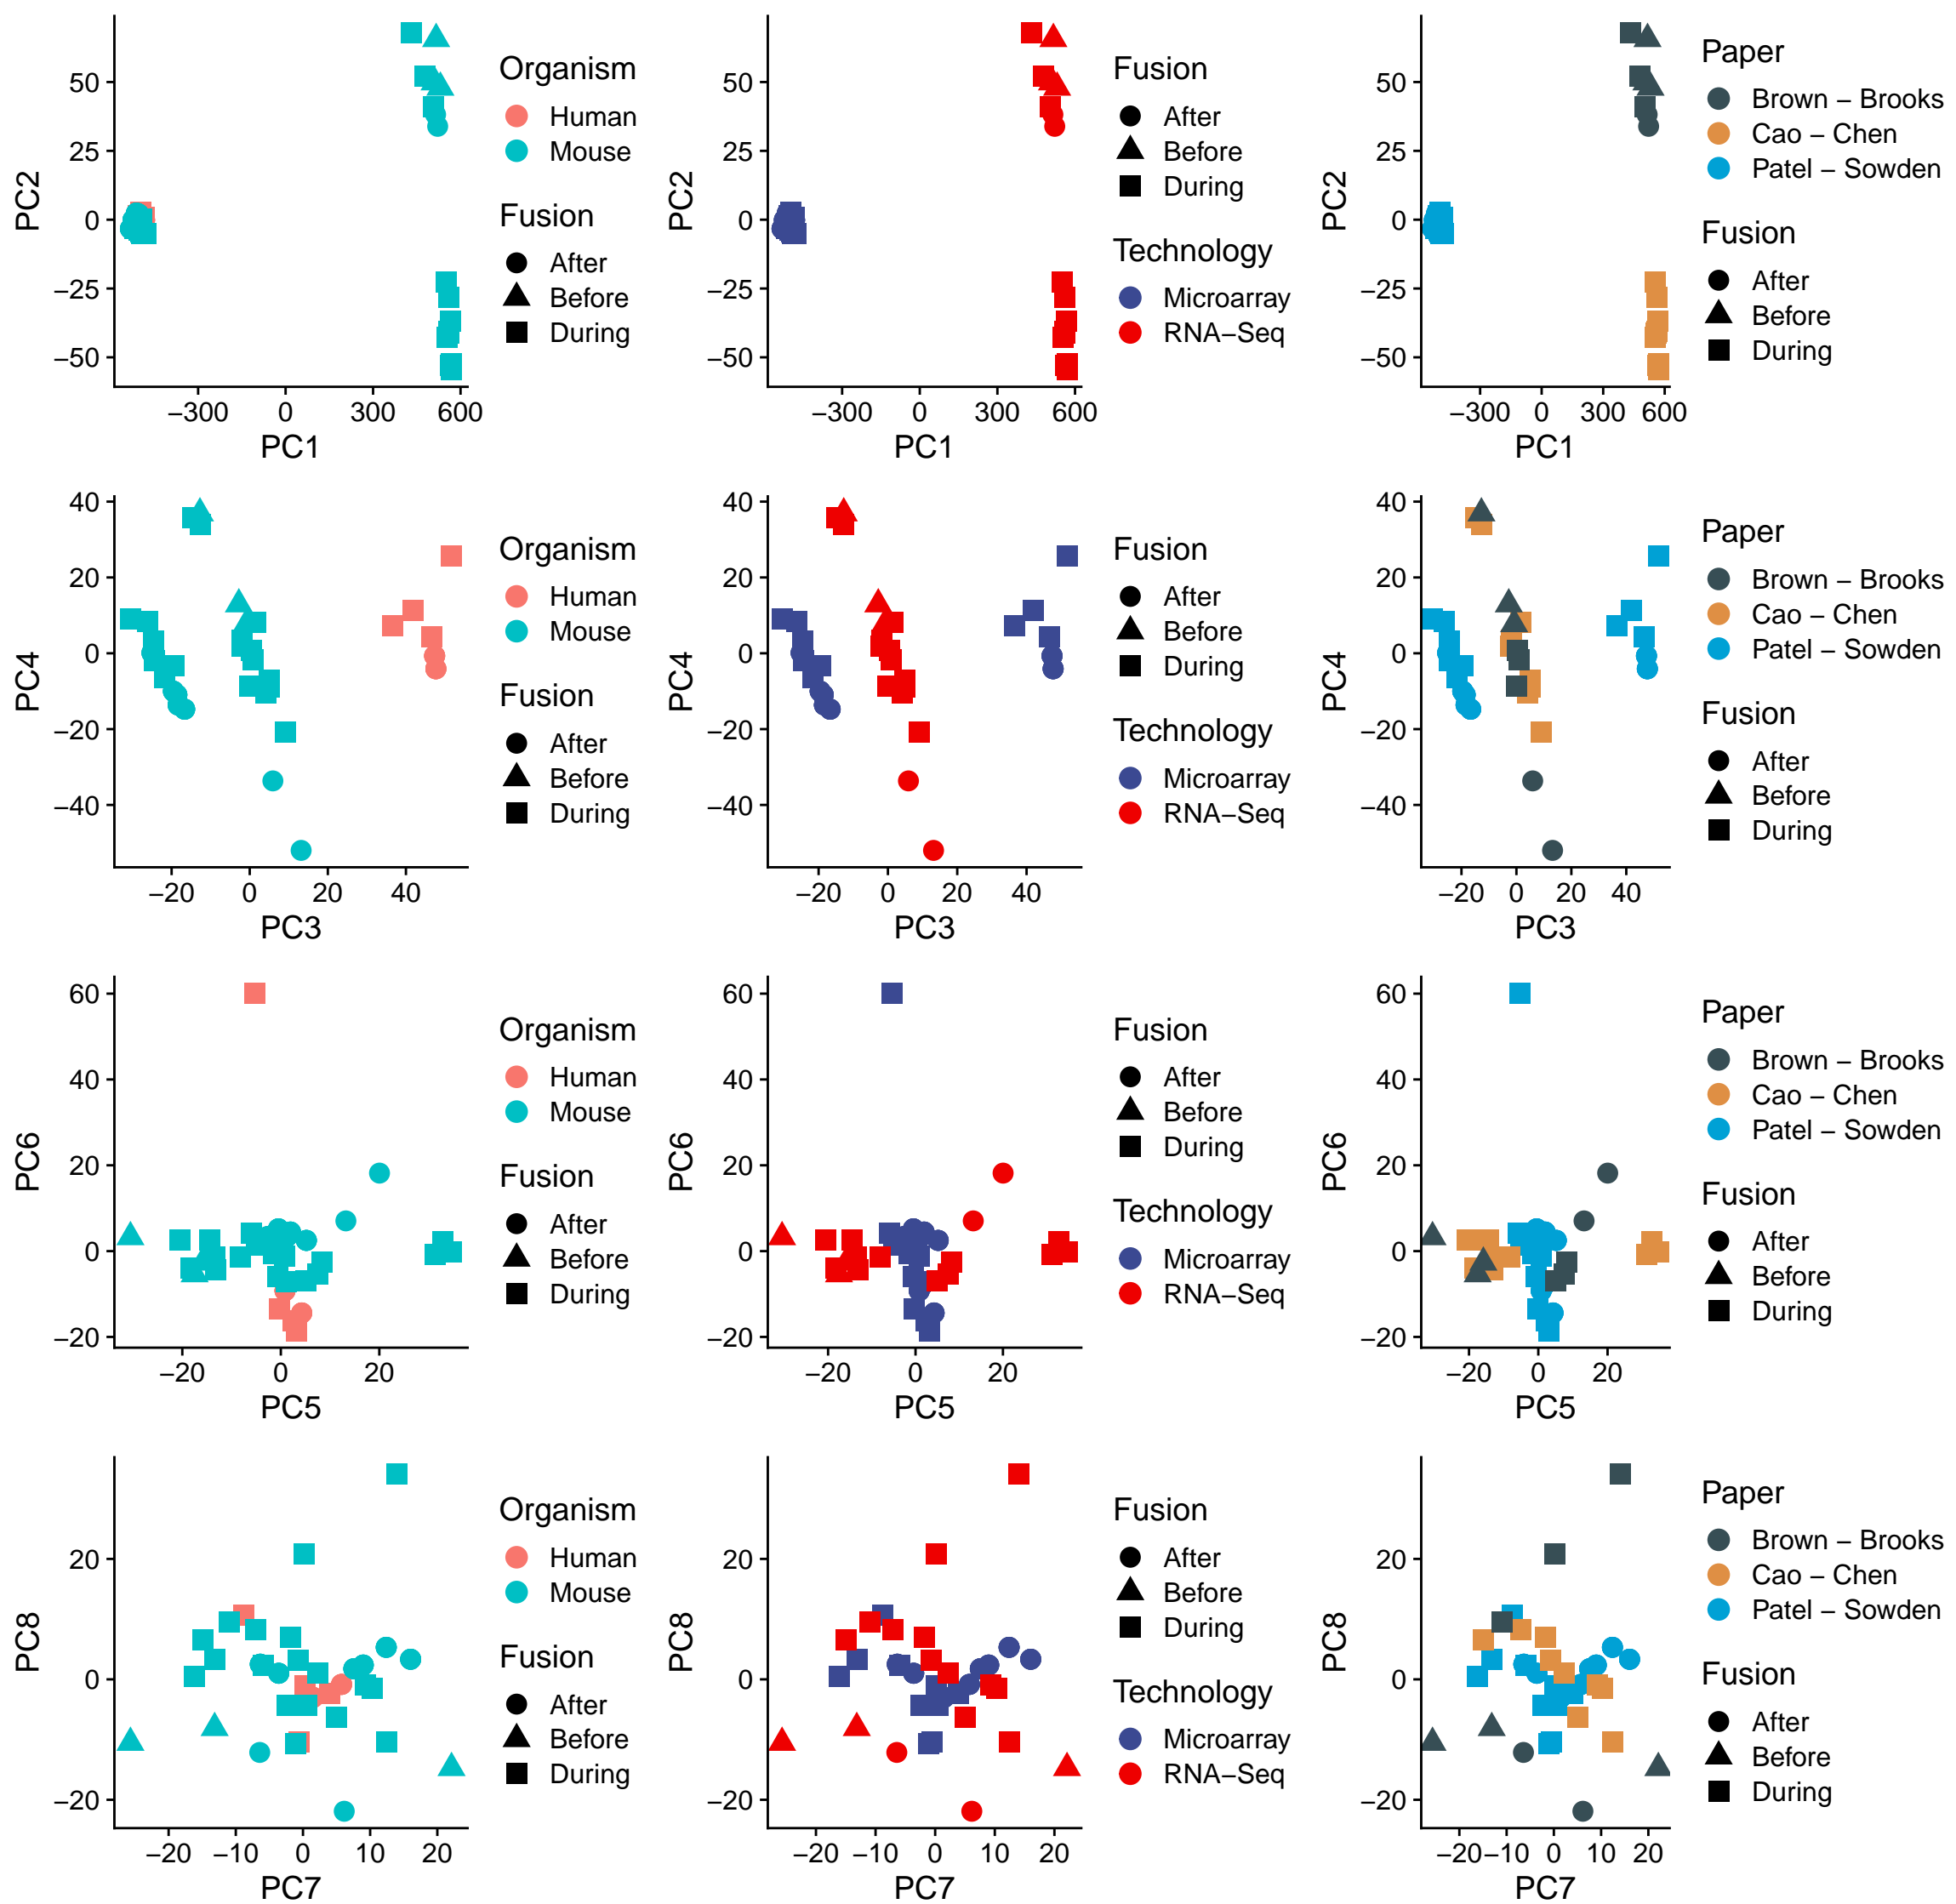 PC2
50
25
0
−25
−50
−300 0 300 600
PC1
Organism
Human
Mouse
Fusion
After
Before
During
PC2
50
25
0
−25
−50
−300 0 300 600
PC1
Fusion
After
Before
During
Technology
Microarray
RNA−Seq
PC2
50
25
0
−25
−50
−300 0 300 600
PC1
Paper
Brown − Brooks
Cao − Chen
Patel − Sowden
Fusion
After
Before
During
PC4
40
20
0
−20
−40
−20 0 20 40
PC3
Organism
Human
Mouse
Fusion
After
Before
During
PC4
40
20
0
−20
−40
−20 0 20 40
PC3
Fusion
After
Before
During
Technology
Microarray
RNA−Seq
PC4
40
20
0
−20
−40
−20 0 20 40
PC3
Paper
Brown − Brooks
Cao − Chen
Patel − Sowden
Fusion
After
Before
During
PC6
60
40
20
0
−20
−20 0 20
PC5
Organism
Human
Mouse
Fusion
After
Before
During
PC6
60
40
20
0
−20
−20 0 20
PC5
Fusion
After
Before
During
Technology
Microarray
RNA−Seq
PC6
60
40
20
0
−20
−20 0 20
PC5
Paper
Brown − Brooks
Cao − Chen
Patel − Sowden
Fusion
After
Before
During
PC8
20
0
−20
−20 −10 0 10 20
PC7
Organism
Human
Mouse
Fusion
After
Before
During
PC8
20
0
−20
−20 −10 0 10 20
PC7
Fusion
After
Before
During
Technology
Microarray
RNA−Seq
PC8
20
0
−20
−20 −10 0 10 20
PC7
Paper
Brown − Brooks
Cao − Chen
Patel − Sowden
Fusion
After
Before
During